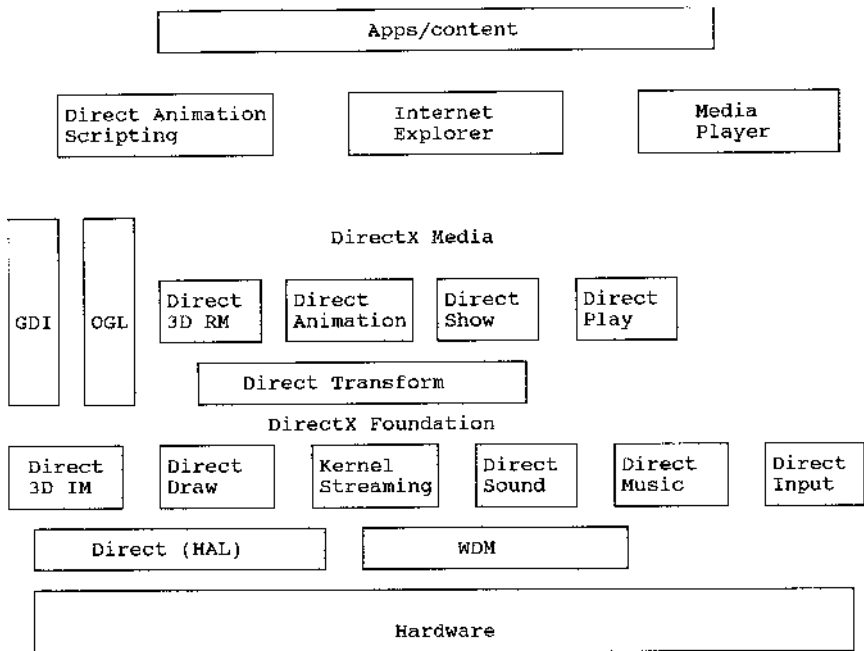 Apps/content
Direct Animation
Scripting
Internet
Explorer
Media
Player
DirectX Media
GDI
OGL
Direct
3D RM
Direct
Animation
Direct
Show
Direct
Play
Direct Transform
DirectX Foundation
Direct
3D IM
Direct
Draw
Kernel
Streaming
Direct
Sound
Direct
Music
Direct
Input
Direct (HAL)
WDM
Hardware